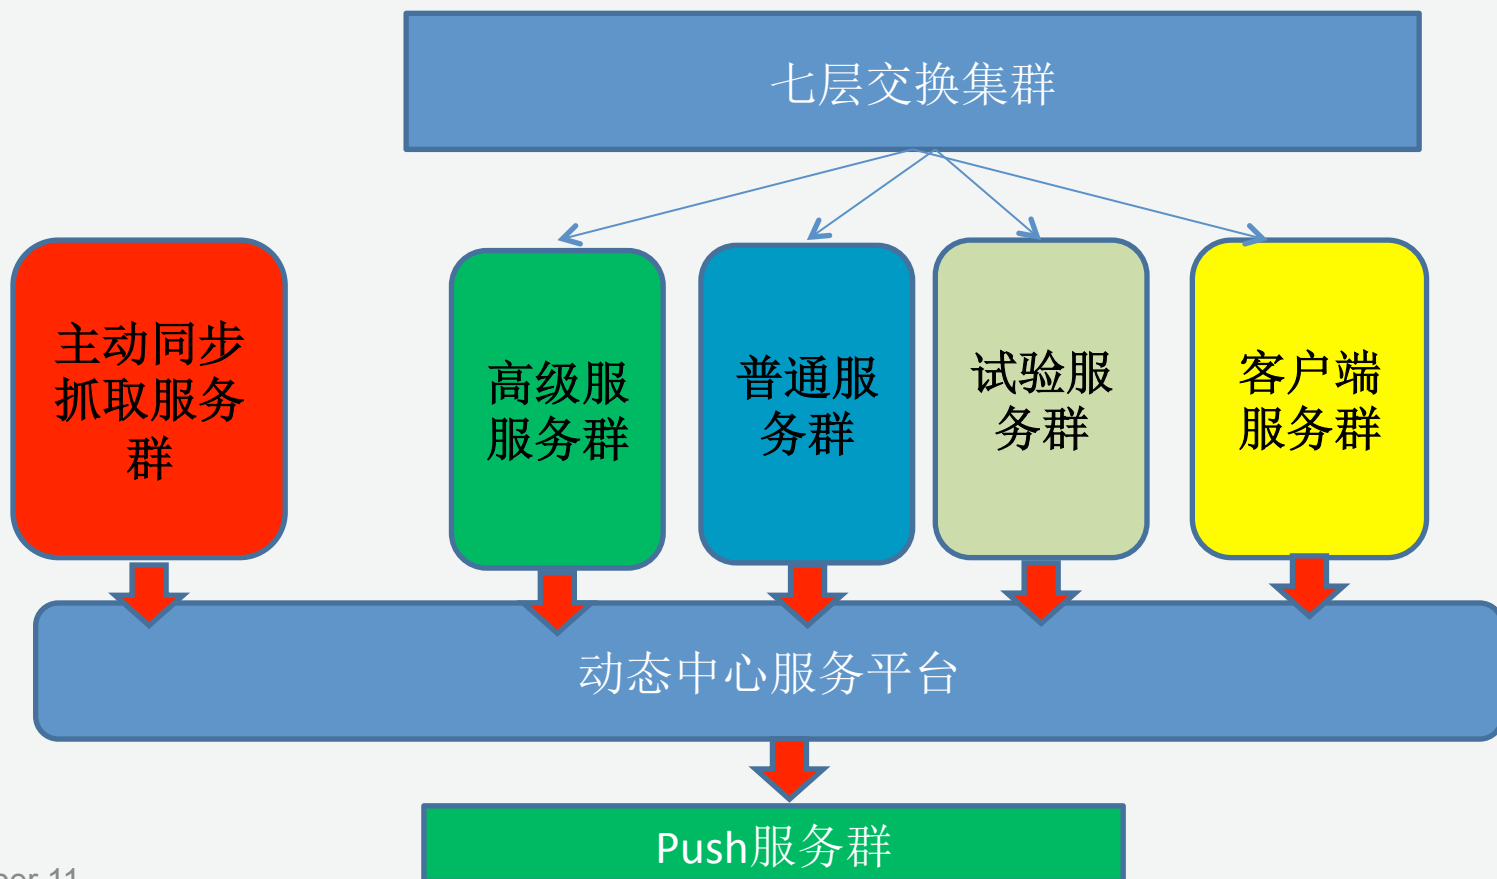 七层交换集群
主动同步
抓取服务
群
高级服
服务群
普通服
务群
试验服
务群
客户端
服务群
动态中心服务平台
Push服务群
11